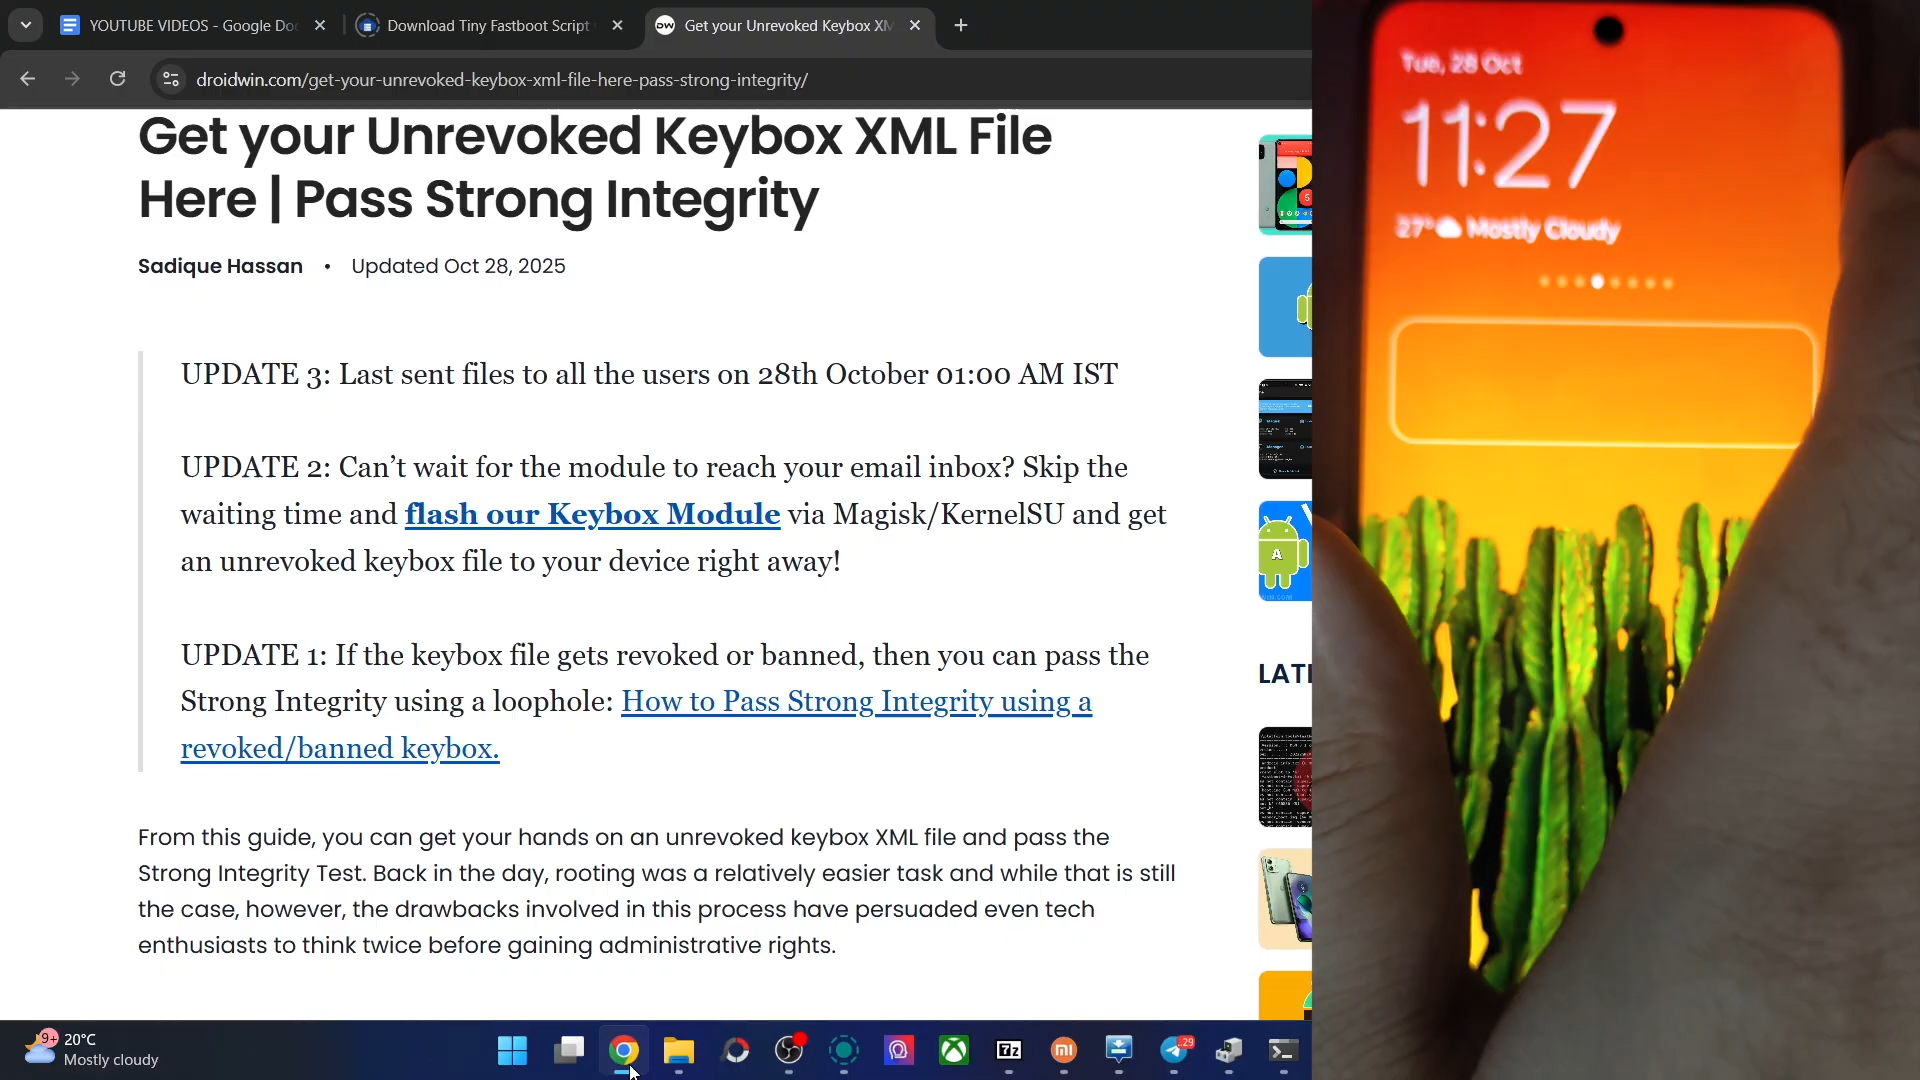 YOUTUBE VIDEOS - Google Do
Download Tiny Fastboot Script
Get your Unrevoked Keybox XM
droidwin.com/get-your-unrevoked-keybox-xml-file-here-pass-strong-integrity/
Get your Unrevoked Keybox XML File
Here | Pass Strong Integrity
Sadique Hassan • Updated Oct 28, 2025
UPDATE 3: Last sent files to all the users on 28th October 01:00 AM IST
UPDATE 2: Can’t wait for the module to reach your email inbox? Skip the
waiting time and flash our Keybox Module via Magisk/KernelSU and get
an unrevoked keybox file to your device right away!
UPDATE 1: If the keybox file gets revoked or banned, then you can pass the
Strong Integrity using a loophole: How to Pass Strong Integrity using a
revoked/banned keybox.
From this guide, you can get your hands on an unrevoked keybox XML file and pass the
Strong Integrity Test. Back in the day, rooting was a relatively easier task and while that is still
the case, however, the drawbacks involved in this process have persuaded even tech
enthusiasts to think twice before gaining administrative rights.
LATE
9+
20°C
Mostly cloudy
7z
mi
29
Tue, 28 Oct
11:27
27° Mostly Cloudy